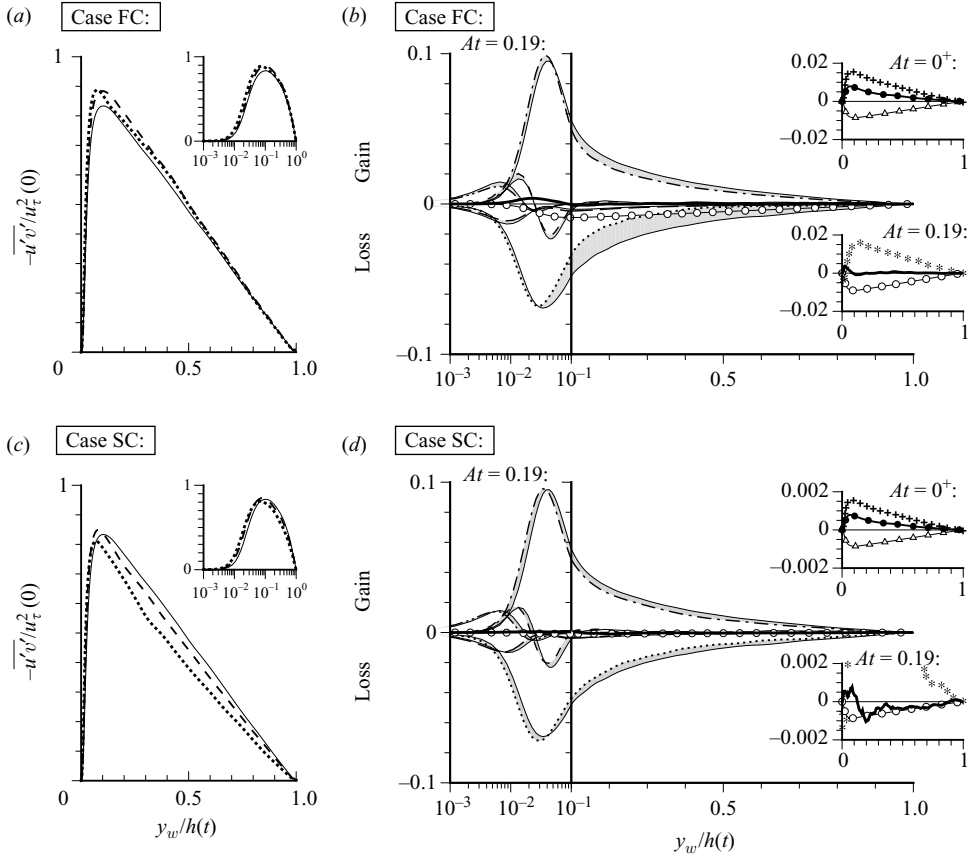 (a)
Case FC:
1
0
0.5
1.0
−u′v′/u²τ(0)
1
0
10⁻³ 10⁻² 10⁻¹ 10⁰
(b)
Case FC:
At = 0.19:
0.1
0
−0.1
Gain
Loss
10⁻³ 10⁻² 10⁻¹ 0.5 1.0
At = 0⁺:
0.02
0
−0.02
0 1
At = 0.19:
0.02
0
−0.02
0 1
(c)
Case SC:
1
0
0.5
1.0
−u′v′/u²τ(0)
yw/h(t)
1
0
10⁻³ 10⁻² 10⁻¹ 10⁰
(d)
Case SC:
At = 0.19:
0.1
0
−0.1
Gain
Loss
10⁻³ 10⁻² 10⁻¹ 0.5 1.0
yw/h(t)
At = 0⁺:
0.002
0
−0.002
0 1
At = 0.19:
0.002
0
−0.002
0 1